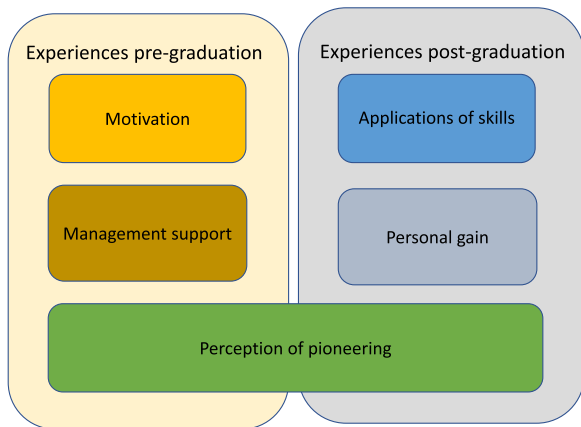 Experiences pre-graduation
Motivation
Management support
Experiences post-graduation
Applications of skills
Personal gain
Perception of pioneering